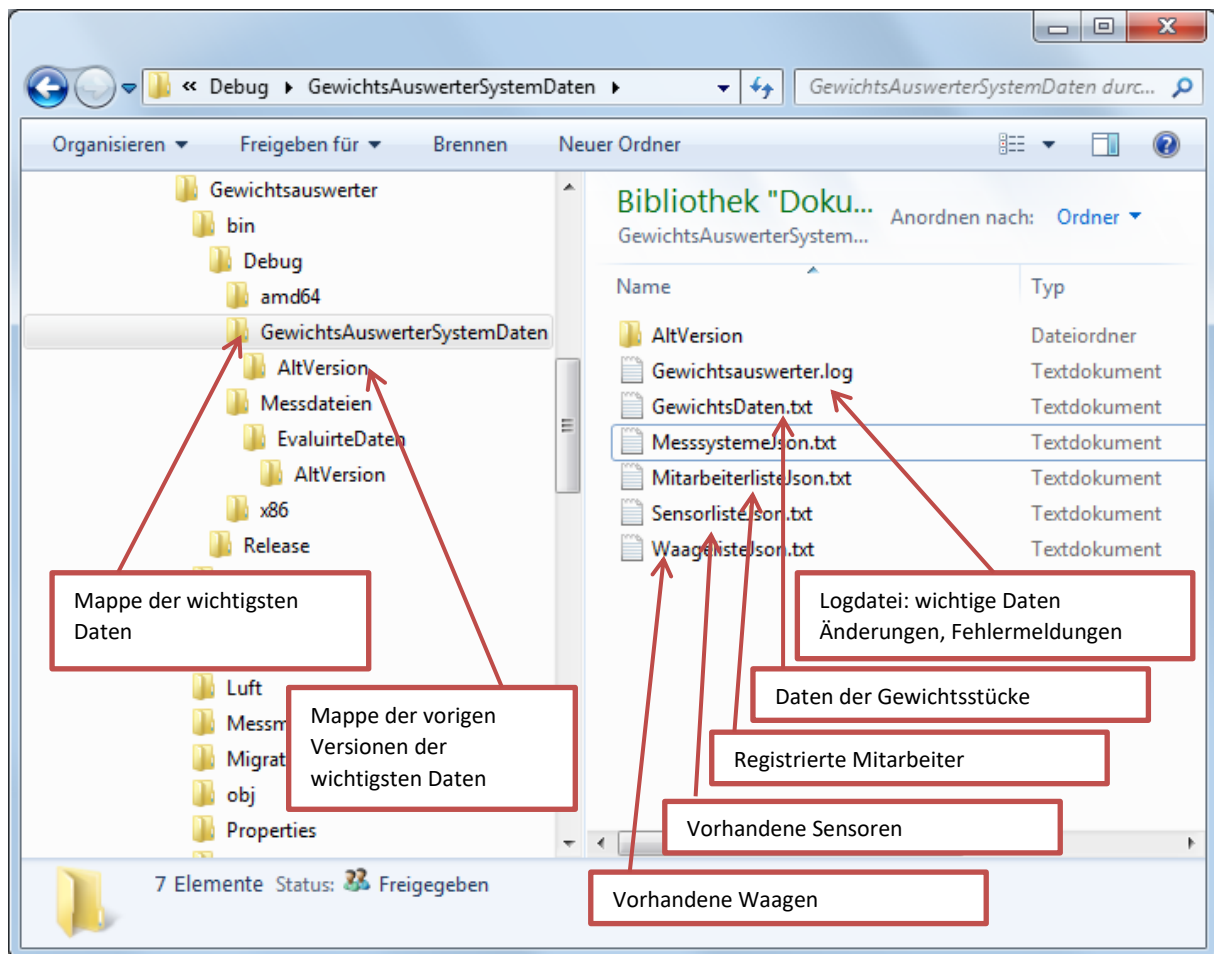 « Debug ▸ GewichtsAuswerterSystemDaten ▸
GewichtsAuswerterSystemDaten durc...
Organisieren ▼ Freigeben für ▼ Brennen Neuer Ordner
Gewichtsauswerter
bin
Debug
amd64
GewichtsAuswerterSystemDaten
AltVersion
Messdateien
EvaluirteDaten
AltVersion
x86
Release
Luft
Messm
Migrat
obj
Properties
Bibliothek "Doku...
GewichtsAuswerterSystem...
Anordnen nach: Ordner ▼
Name Typ
AltVersion Dateiordner
Gewichtsauswerter.log Textdokument
GewichtsDaten.txt Textdokument
MesssystemeJson.txt Textdokument
MitarbeiterlisteJson.txt Textdokument
SensorlisteJson.txt Textdokument
WaagelisteJson.txt Textdokument
Mappe der wichtigsten
Daten
Mappe der vorigen
Versionen der
wichtigsten Daten
Logdatei: wichtige Daten
Änderungen, Fehlermeldungen
Daten der Gewichtsstücke
Registrierte Mitarbeiter
Vorhandene Sensoren
Vorhandene Waagen
7 Elemente Status: Freigegeben